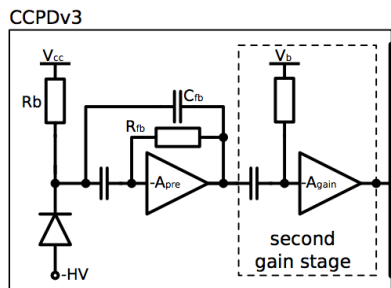 CCPDv3
Vcc
Rb
Cfb
Rfb
-Apre
-HV
Vb
-Again
second
gain stage